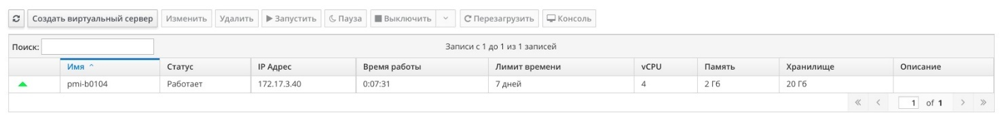 Создать виртуальный сервер Изменить Удалить Запустить Пауза Выключить Перезагрузить Консоль
Поиск: Записи с 1 до 1 из 1 записей
Имя Статус IP Адрес Время работы Лимит времени vCPU Память Хранилище Описание
pmi-b0104 Работает 172.17.3.40 0:07:31 7 дней 4 2 Гб 20 Гб
« < 1 of 1 > »